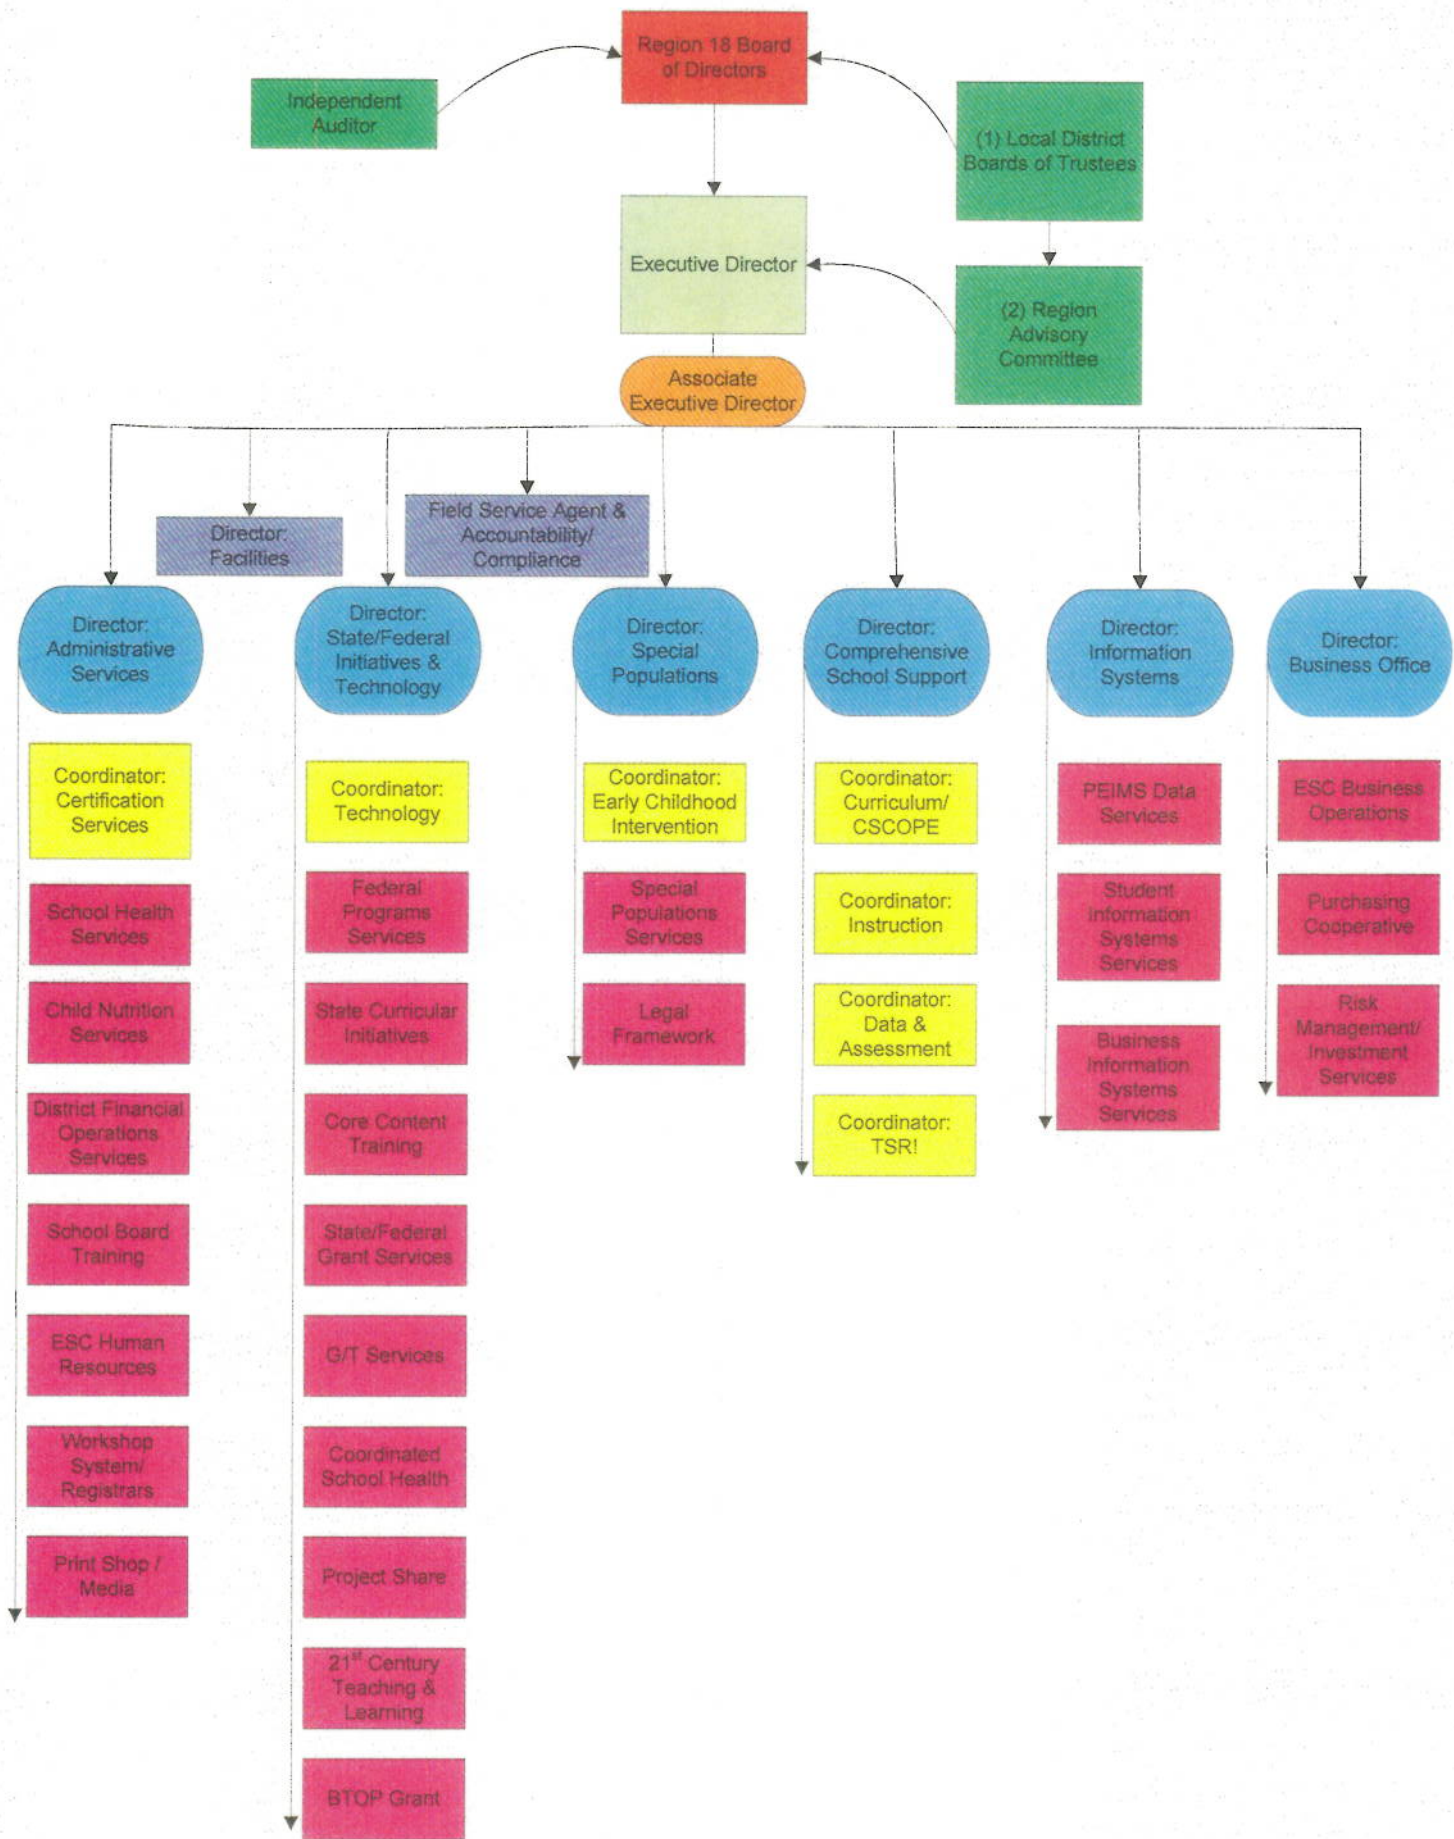 Region 18 Board
of Directors
Independent
Auditor
(1) Local District
Boards of Trustees
Executive Director
(2) Region
Advisory
Committee
Associate
Executive Director
Director:
Facilities
Field Service Agent &
Accountability/
Compliance
Director:
Administrative
Services
Director:
State/Federal
Initiatives &
Technology
Director:
Special
Populations
Director:
Comprehensive
School Support
Director:
Information
Systems
Director:
Business Office
Coordinator:
Certification
Services
School Health
Services
Child Nutrition
Services
District Financial
Operations
Services
School Board
Training
ESC Human
Resources
Workshop
System/
Registrars
Print Shop /
Media
Coordinator:
Technology
Federal
Programs
Services
State Curricular
Initiatives
Core Content
Training
State/Federal
Grant Services
G/T Services
Coordinated
School Health
Project Share
21st Century
Teaching &
Learning
BTOP Grant
Coordinator:
Early Childhood
Intervention
Special
Populations
Services
Legal
Framework
Coordinator:
Curriculum/
CSCOPE
Coordinator:
Instruction
Coordinator:
Data &
Assessment
Coordinator:
TSR!
PEIMS Data
Services
Student
Information
Systems
Services
Business
Information
Systems
Services
ESC Business
Operations
Purchasing
Cooperative
Risk
Management/
Investment
Services